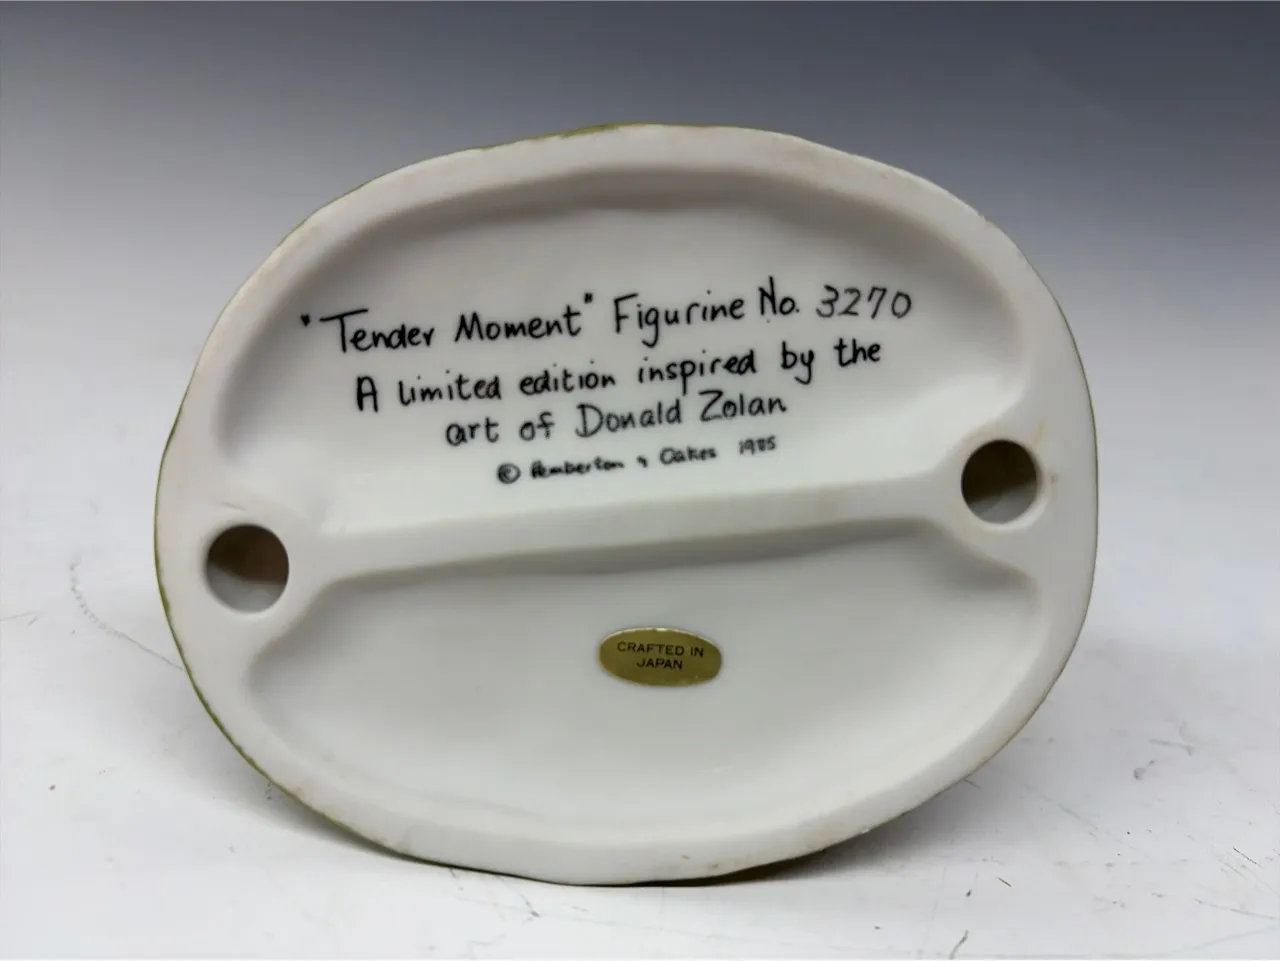 "Tender Moment" Figurine No. 3270
A limited edition inspired by the
art of Donald Zolan
© Pemberton & Oakes 1985
CRAFTED IN
JAPAN